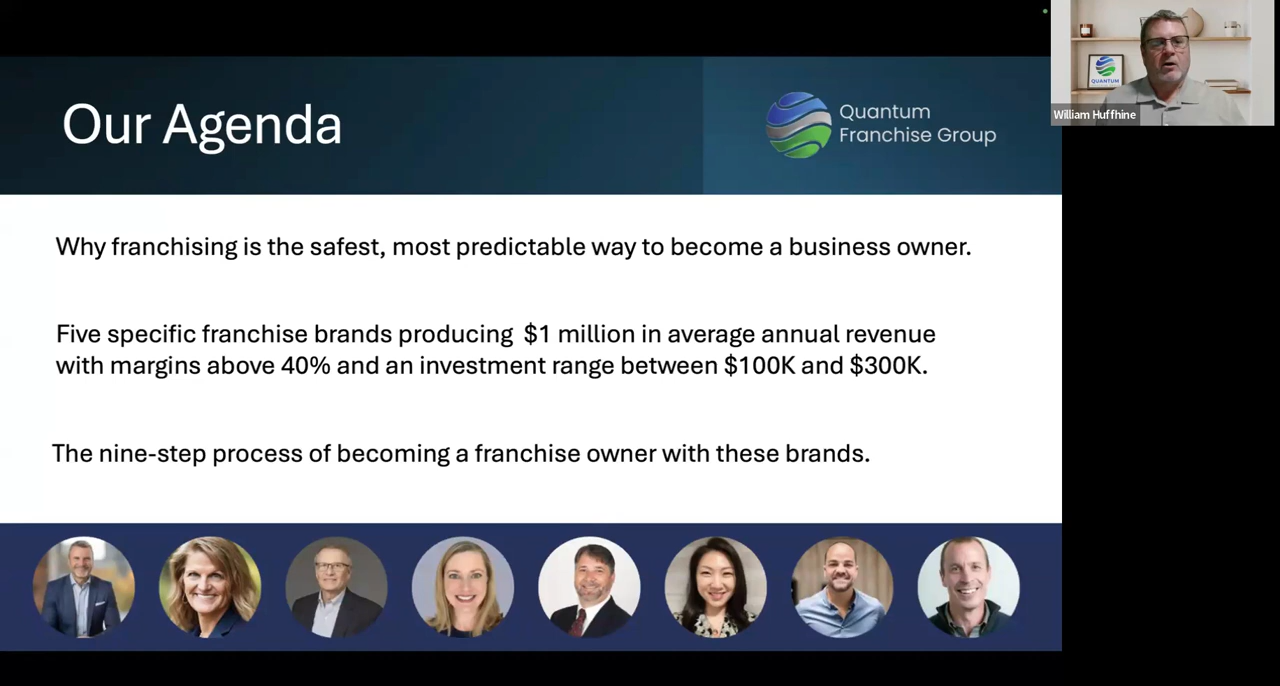 Our Agenda
Quantum
Franchise Group
QUANTUM
William Huffhine
Why franchising is the safest, most predictable way to become a business owner.
Five specific franchise brands producing $1 million in average annual revenue
with margins above 40% and an investment range between $100K and $300K.
The nine-step process of becoming a franchise owner with these brands.